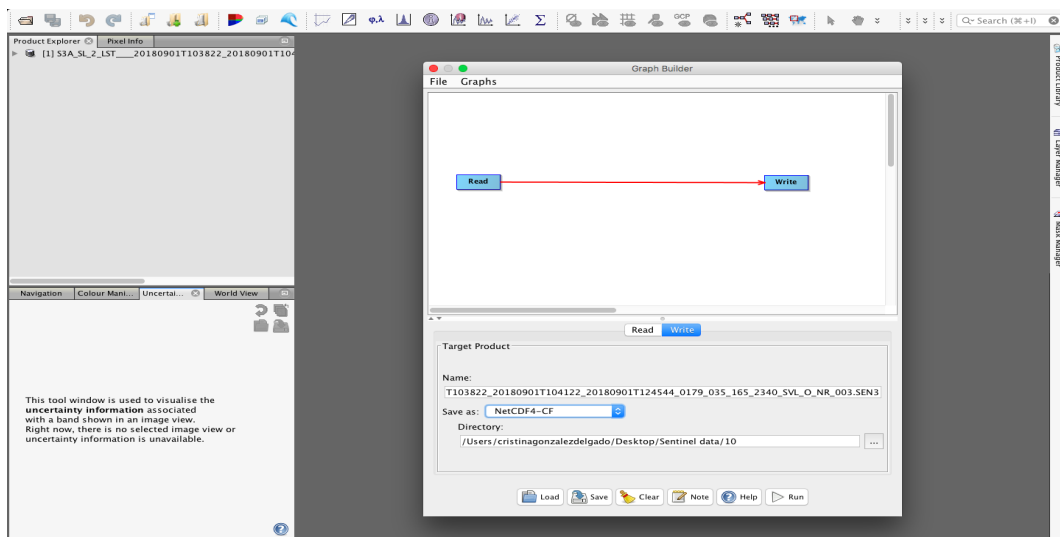 φ,λ
Σ
GCP
Search (⌘+I)
Product Explorer
Pixel Info
[1] S3A_SL_2_LST____20180901T103822_20180901T104
Graph Builder
File Graphs
Read
Write
Product Library
Layer Manager
Mask Manager
Navigation
Colour Mani...
Uncertai...
World View
This tool window is used to visualise the
uncertainty information associated
with a band shown in an image view.
Right now, there is no selected image view or
uncertainty information is unavailable.
Read Write
Target Product
Name:
T103822_20180901T104122_20180901T124544_0179_035_165_2340_SVL_O_NR_003.SEN3
Save as: NetCDF4-CF
Directory:
/Users/cristinagonzalezdelgado/Desktop/Sentinel data/10
...
Load Save Clear Note Help Run